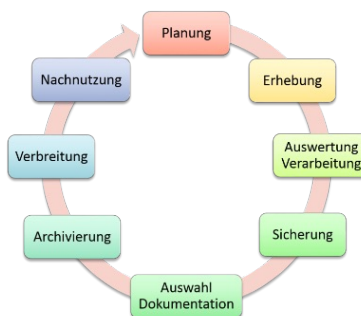 Planung
Erhebung
Auswertung
Verarbeitung
Sicherung
Auswahl
Dokumentation
Archivierung
Verbreitung
Nachnutzung